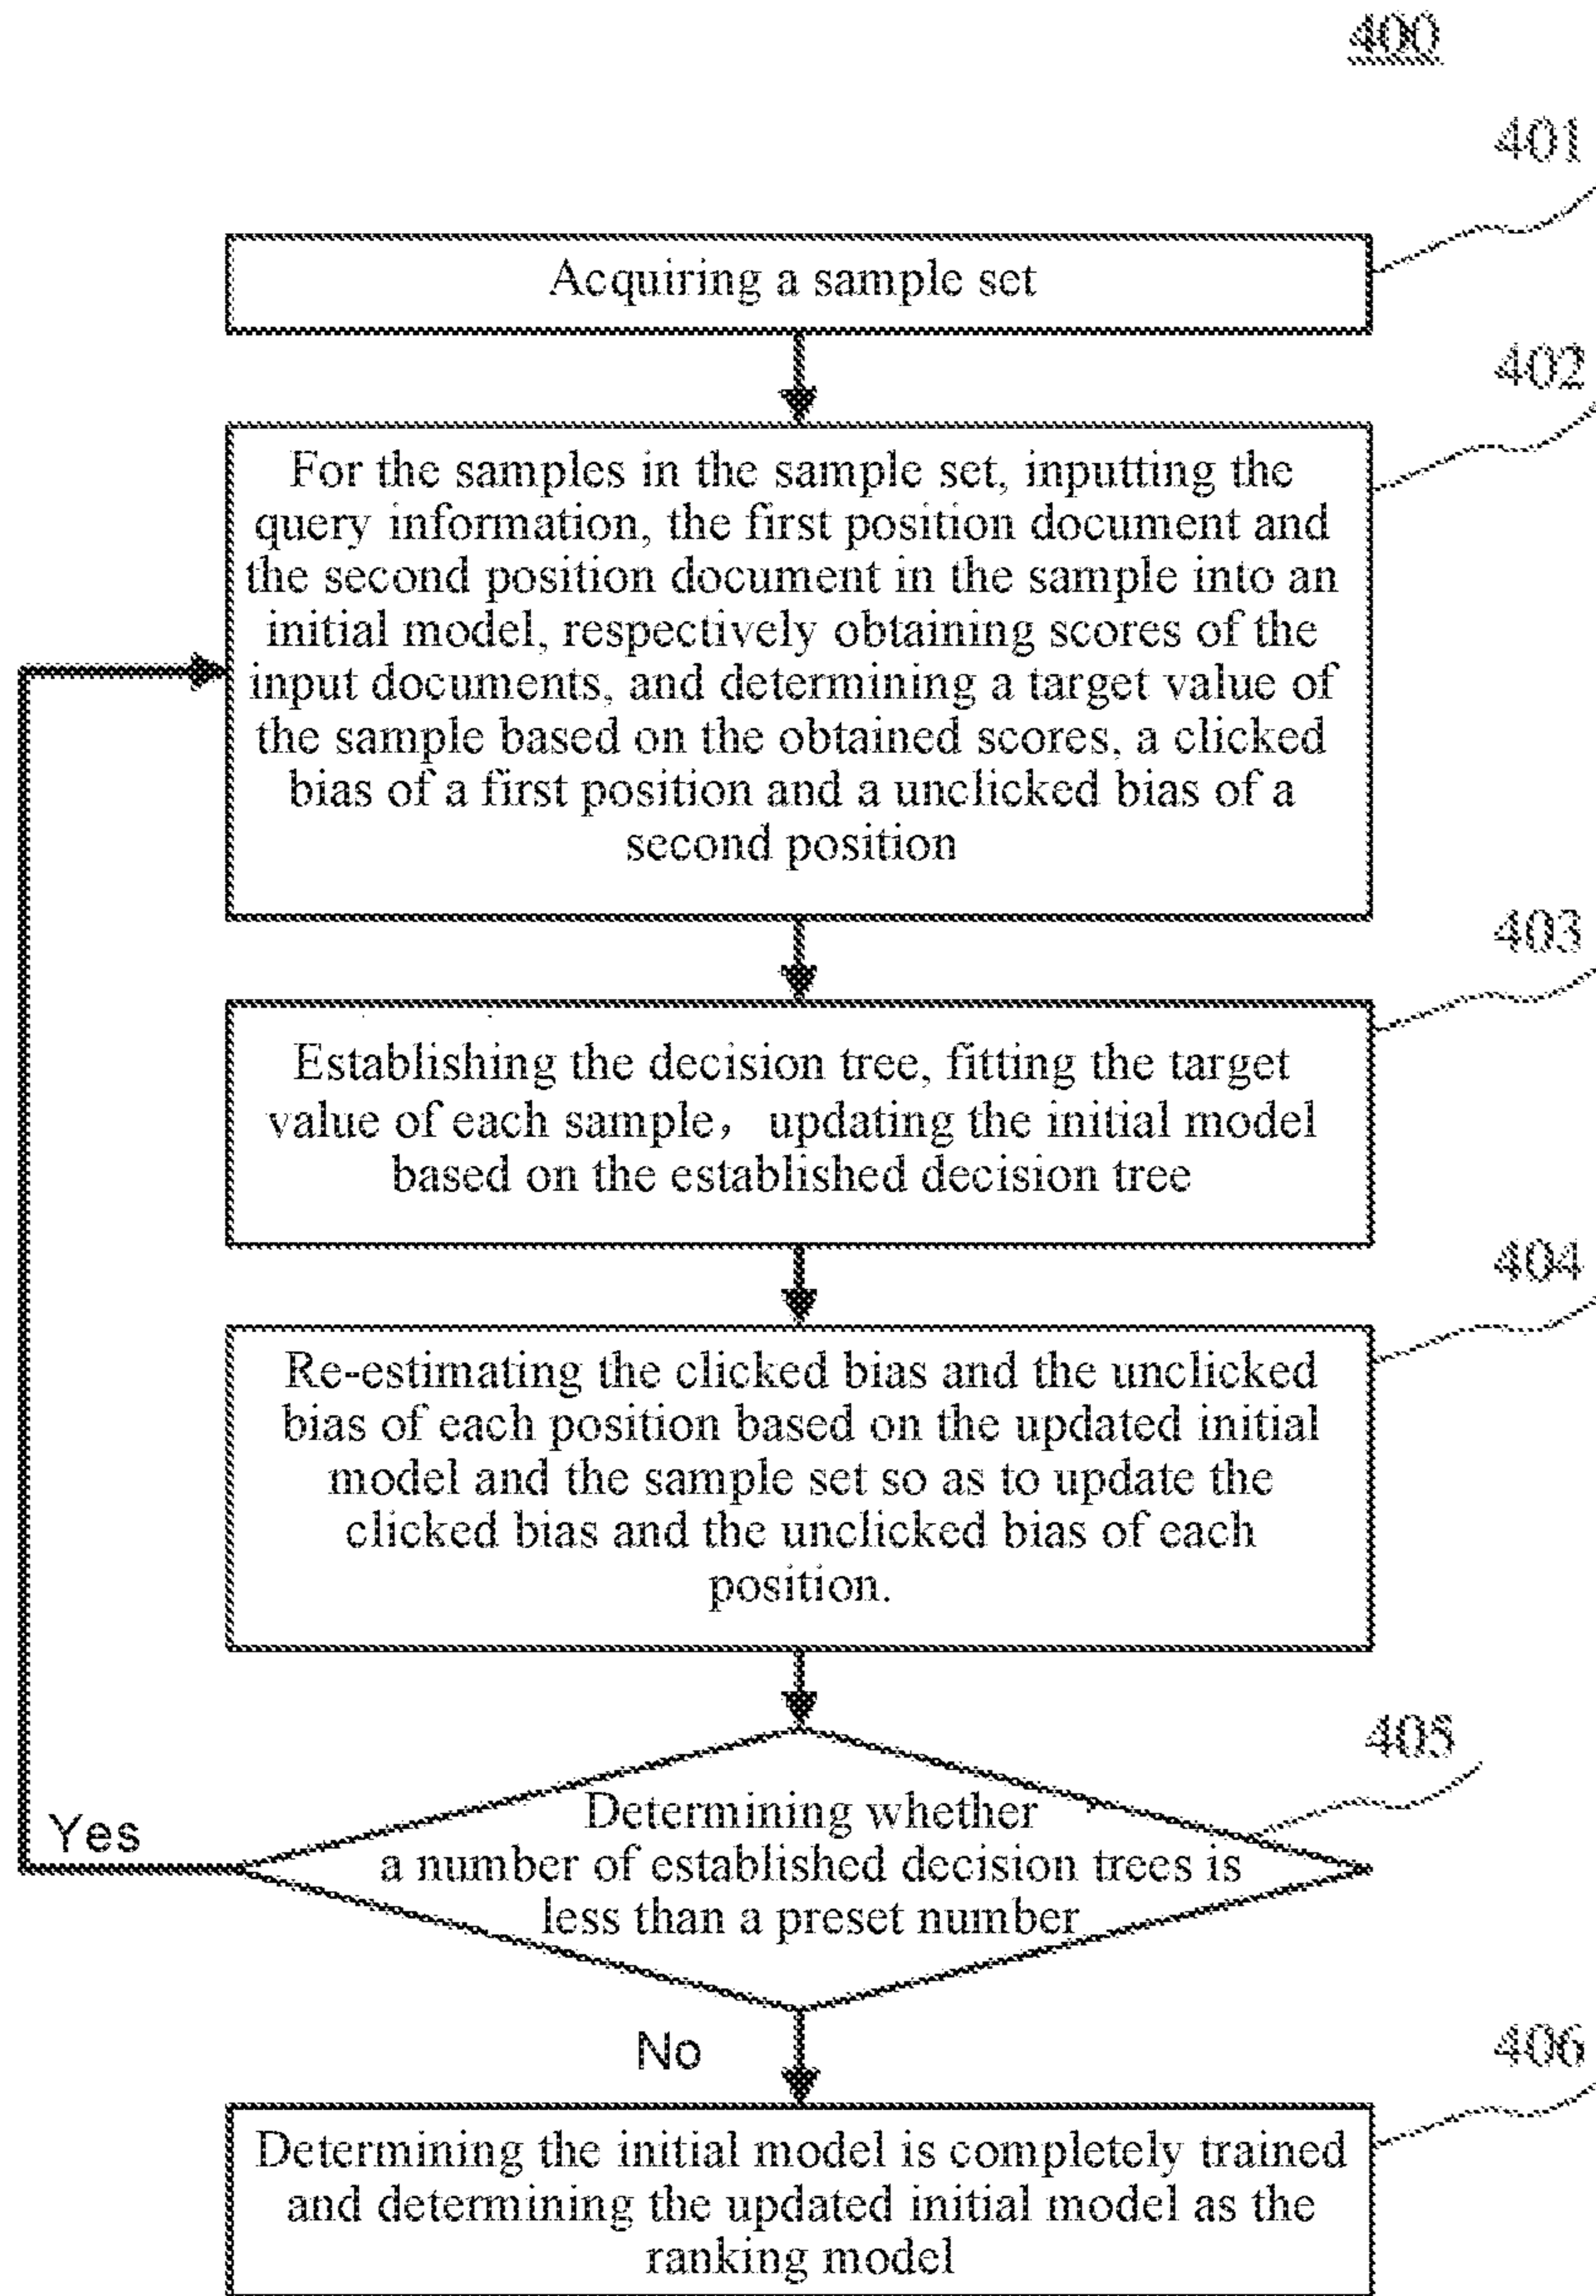 400
401
Acquiring a sample set
402
For the samples in the sample set, inputting the
query information, the first position document and
the second position document in the sample into an
initial model, respectively obtaining scores of the
input documents, and determining a target value of
the sample based on the obtained scores, a clicked
bias of a first position and a unclicked bias of a
second position
403
Establishing the decision tree, fitting the target
value of each sample, updating the initial model
based on the established decision tree
404
Re-estimating the clicked bias and the unclicked
bias of each position based on the updated initial
model and the sample set so as to update the
clicked bias and the unclicked bias of each
position.
405
Yes
Determining whether
a number of established decision trees is
less than a preset number
No
406
Determining the initial model is completely trained
and determining the updated initial model as the
ranking model